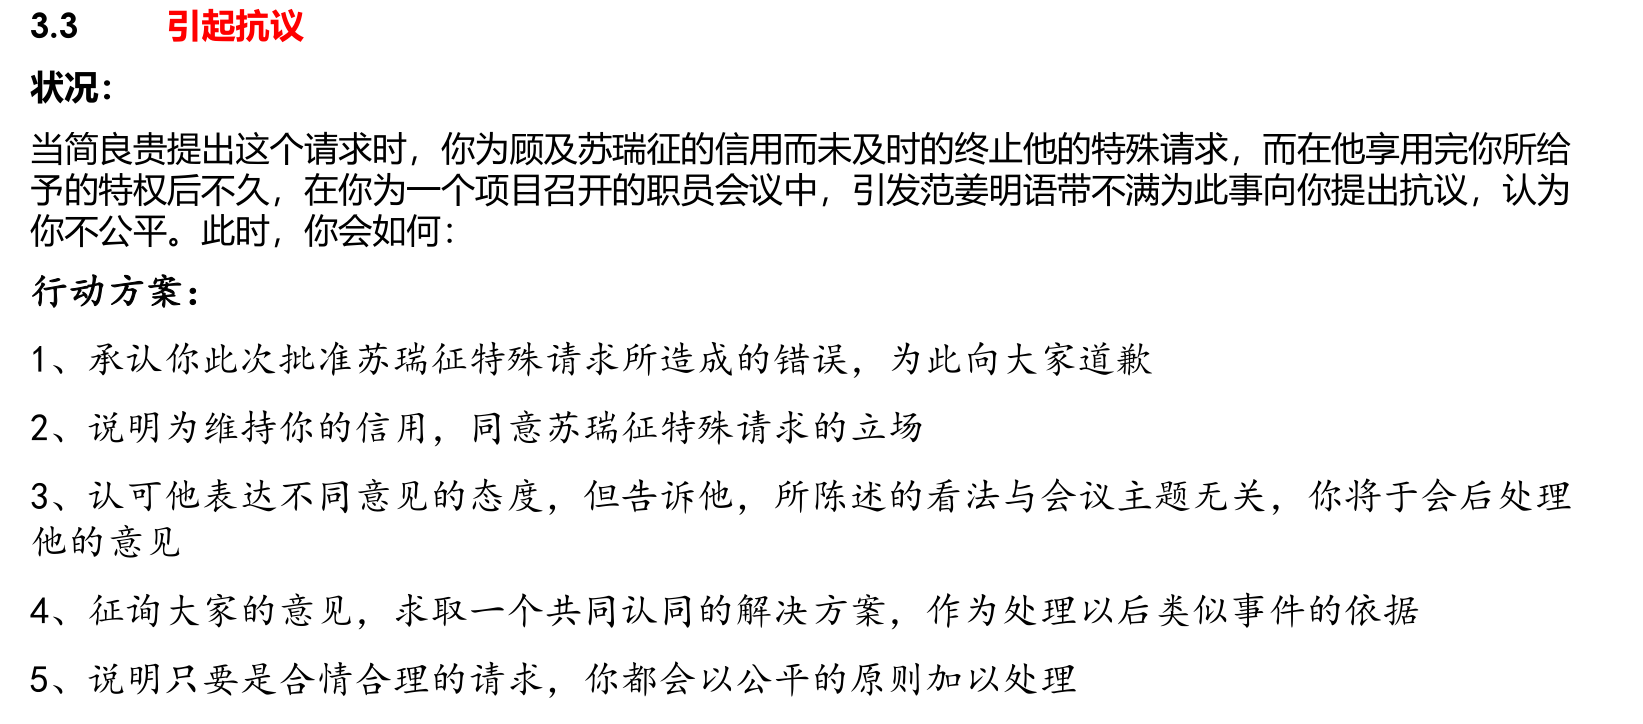 3.3 引起抗议
状况：
当简良贵提出这个请求时，你为顾及苏瑞征的信用而未及时的终止他的特殊请求，而在他享用完你所给
予的特权后不久，在你为一个项目召开的职员会议中，引发范姜明语带不满为此事向你提出抗议，认为
你不公平。此时，你会如何：
行动方案：
1、承认你此次批准苏瑞征特殊请求所造成的错误，为此向大家道歉
2、说明为维持你的信用，同意苏瑞征特殊请求的立场
3、认可他表达不同意见的态度，但告诉他，所陈述的看法与会议主题无关，你将于会后处理
他的意见
4、征询大家的意见，求取一个共同认同的解决方案，作为处理以后类似事件的依据
5、说明只要是合情合理的请求，你都会以公平的原则加以处理